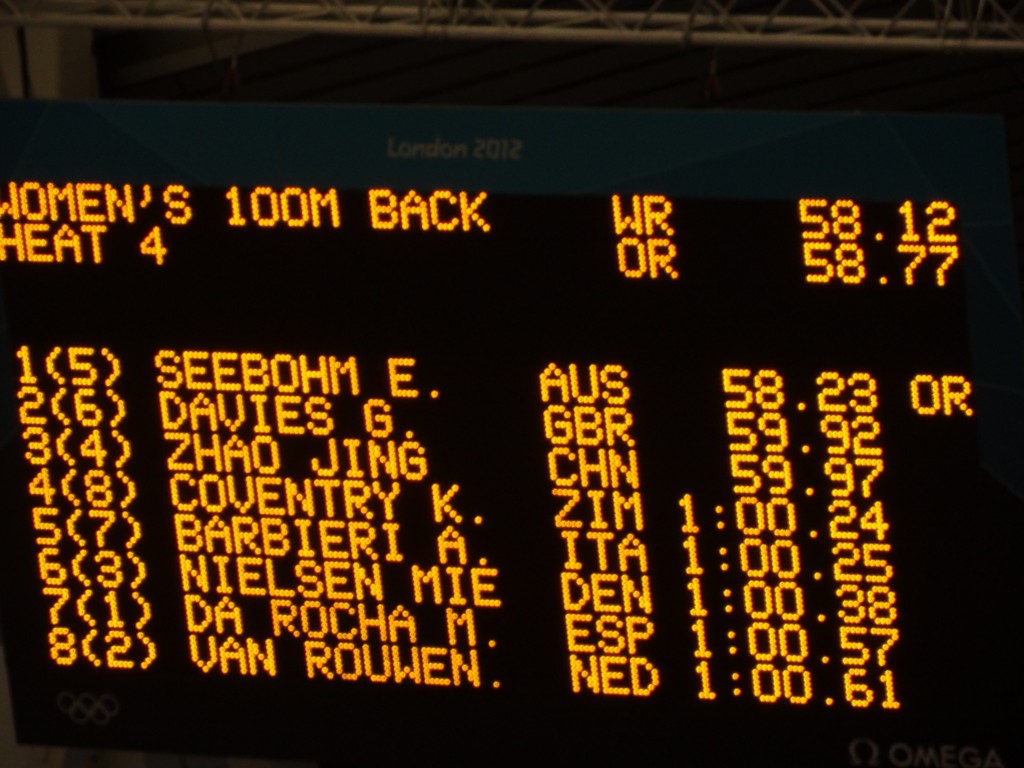 London 2012
WOMEN'S 100M BACK WR 58.12
HEAT 4 OR 58.77
1(5) SEEBOHM E. AUS 58.23 OR
2(6) DAVIES G. GBR 59.92
3(4) ZHAO JING CHN 59.97
4(8) COVENTRY K. ZIM 1:00.24
5(7) BARBIERI A. ITA 1:00.25
6(3) NIELSEN MIE DEN 1:00.38
7(1) DA ROCHA M. ESP 1:00.57
8(2) VAN ROUWEN. NED 1:00.61
Ω OMEGA